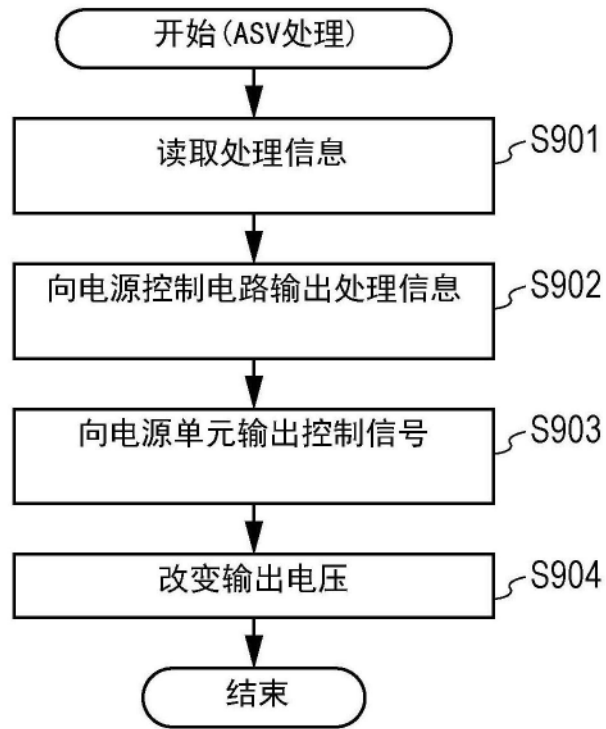 开始(ASV处理)
读取处理信息
S901
向电源控制电路输出处理信息
S902
向电源单元输出控制信号
S903
改变输出电压
S904
结束